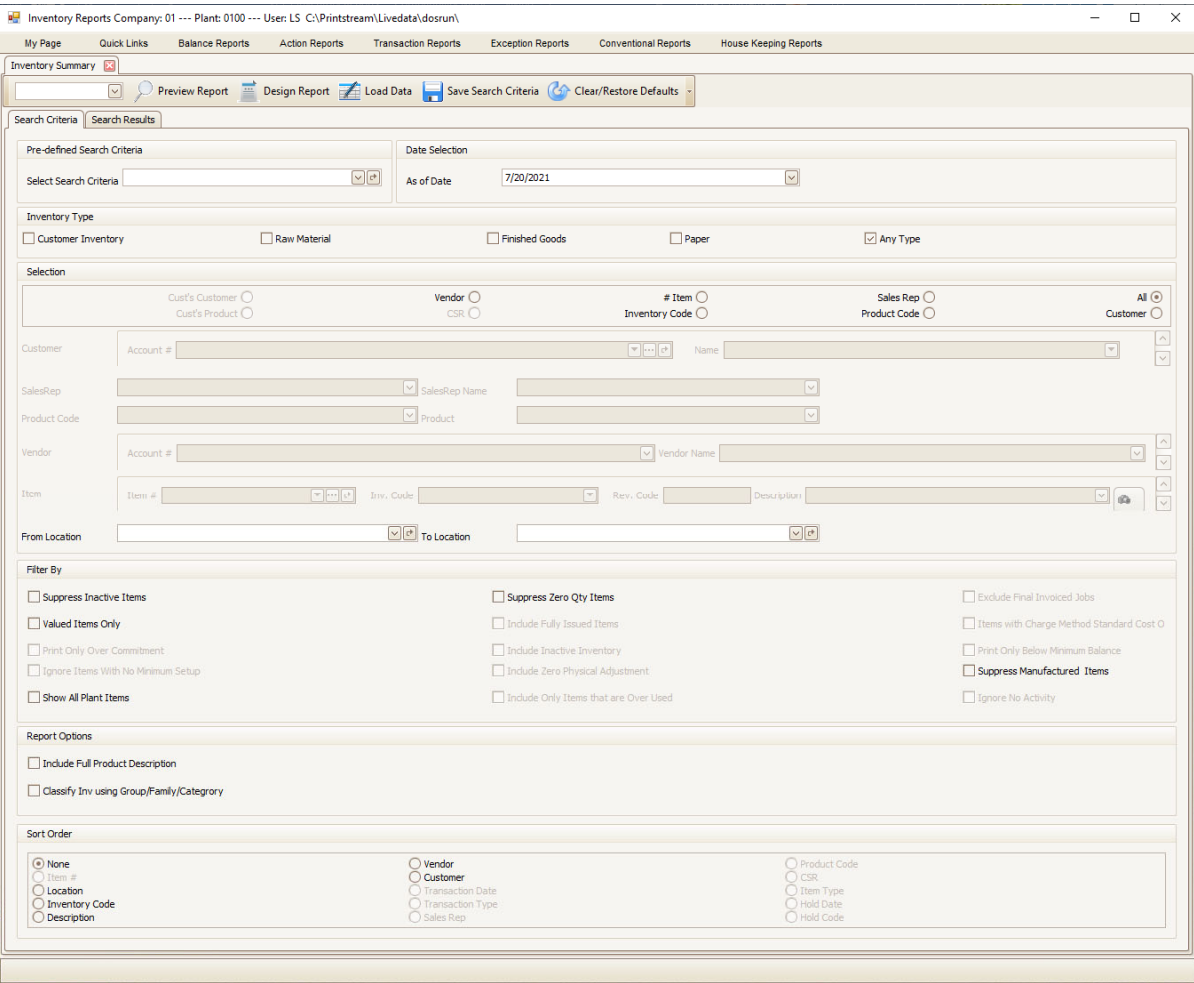 Inventory Reports Company: 01 --- Plant: 0100 --- User: LS C:\Printstream\Livedata\dosrun\
My Page Quick Links Balance Reports Action Reports Transaction Reports Exception Reports Conventional Reports House Keeping Reports
Inventory Summary
Preview Report Design Report Load Data Save Search Criteria Clear/Restore Defaults
Search Criteria Search Results
Pre-defined Search Criteria Date Selection
Select Search Criteria As of Date 7/20/2021
Inventory Type
Customer Inventory Raw Material Finished Goods Paper Any Type
Selection
Cust's Customer Vendor # Item Sales Rep All
Cust's Product CSR Inventory Code Product Code Customer
Customer Account # Name
SalesRep SalesRep Name
Product Code Product
Vendor Account # Vendor Name
Item Item # Inv. Code Rev. Code Description
From Location To Location
Filter By
Suppress Inactive Items Suppress Zero Qty Items Exclude Final Invoiced Jobs
Valued Items Only Include Fully Issued Items Items with Charge Method Standard Cost O
Print Only Over Commitment Include Inactive Inventory Print Only Below Minimum Balance
Ignore Items With No Minimum Setup Include Zero Physical Adjustment Suppress Manufactured Items
Show All Plant Items Include Only Items that are Over Used Ignore No Activity
Report Options
Include Full Product Description
Classify Inv using Group/Family/Categrory
Sort Order
None Vendor Product Code
Item # Customer CSR
Location Transaction Date Item Type
Inventory Code Transaction Type Hold Date
Description Sales Rep Hold Code